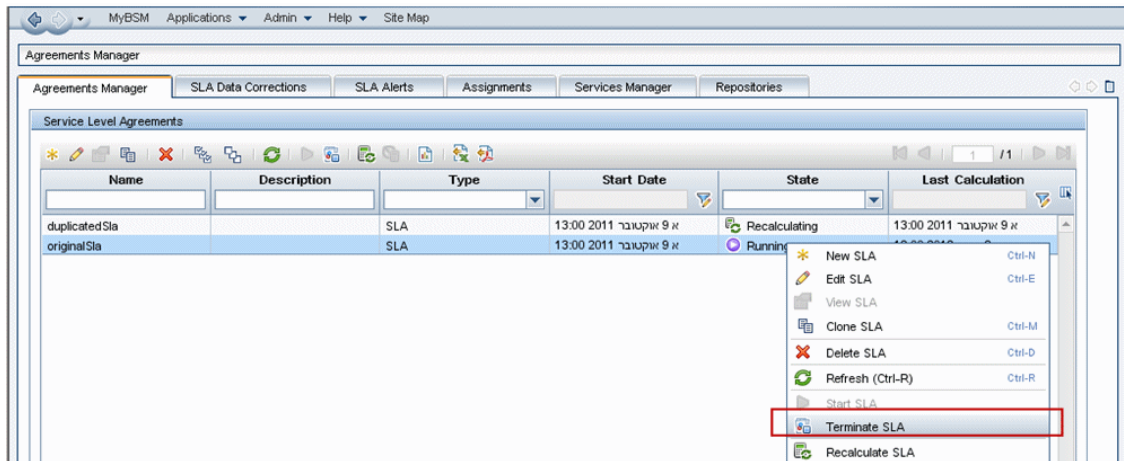 MyBSM Applications Admin Help Site Map
Agreements Manager
Agreements Manager SLA Data Corrections SLA Alerts Assignments Services Manager Repositories
Service Level Agreements
1 /1
Name Description Type Start Date State Last Calculation
duplicatedSla SLA א 9 אוקטובר 2011 13:00 Recalculating א 9 אוקטובר 2011 13:00
originalSla SLA א 9 אוקטובר 2011 13:00 Running
New SLA Ctrl-N
Edit SLA Ctrl-E
View SLA
Clone SLA Ctrl-M
Delete SLA Ctrl-D
Refresh (Ctrl-R) Ctrl-R
Start SLA
Terminate SLA
Recalculate SLA